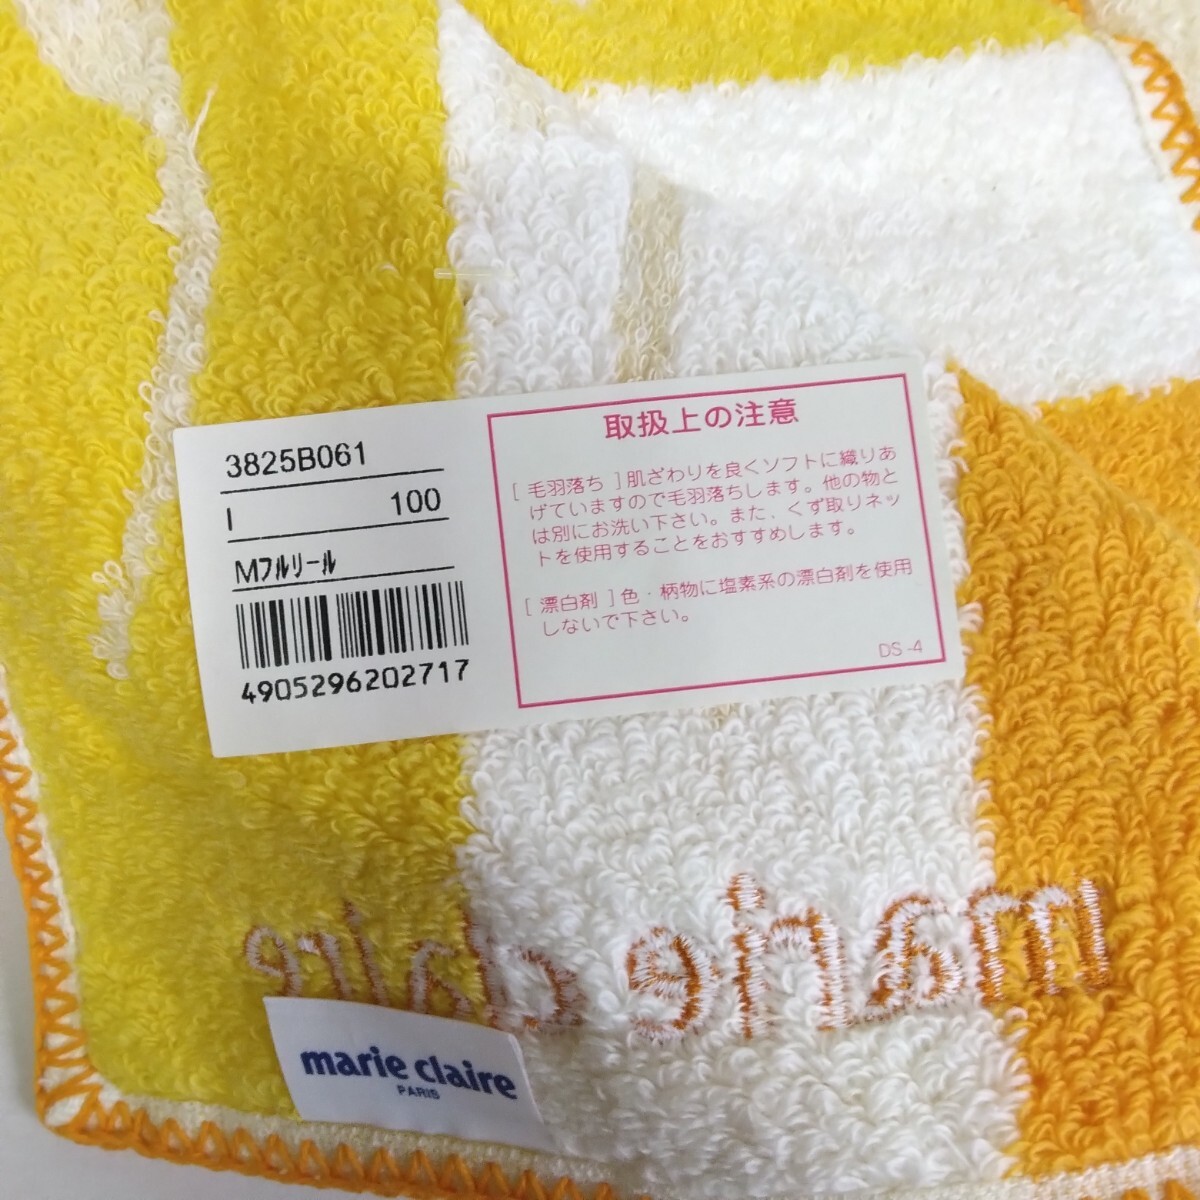 3825B061
I 100
Mフルリール
4905296202717
取扱上の注意
[ 毛羽落ち ] 肌ざわりを良くソフトに織りあ
げていますので毛羽落ちします。他の物と
は別にお洗い下さい。また、くず取りネッ
トを使用することをおすすめします。
[ 漂白剤 ] 色・柄物に塩素系の漂白剤を使用
しないで下さい。
DS-4
marie claire
marie claire
PARIS